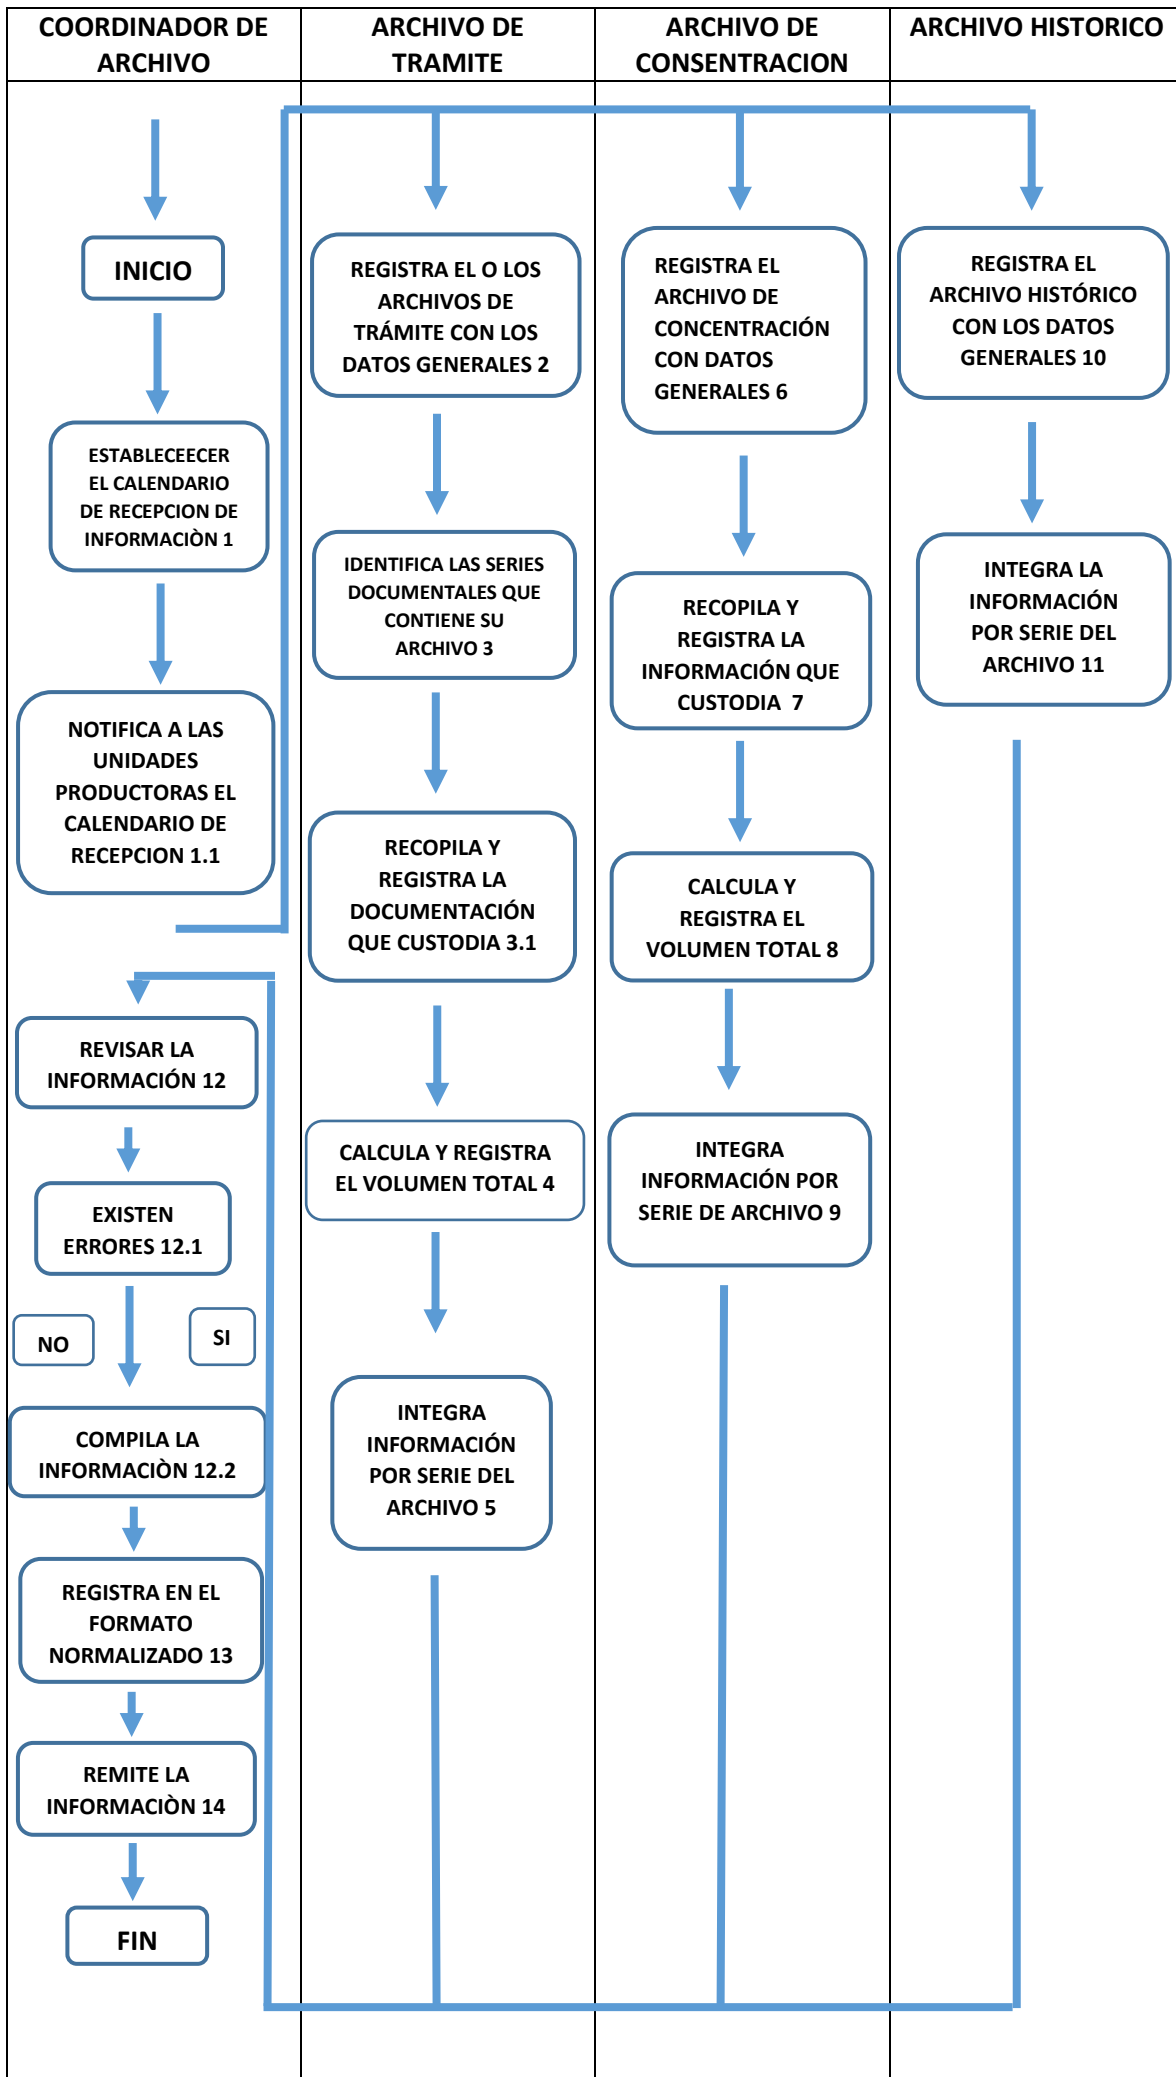 COORDINADOR DE
ARCHIVO
ARCHIVO DE
TRAMITE
ARCHIVO DE
CONSENTRACION
ARCHIVO HISTORICO
INICIO
ESTABLECEECER
EL CALENDARIO
DE RECEPCION DE
INFORMACIÒN 1
NOTIFICA A LAS
UNIDADES
PRODUCTORAS EL
CALENDARIO DE
RECEPCION 1.1
REGISTRA EL O LOS
ARCHIVOS DE
TRÁMITE CON LOS
DATOS GENERALES 2
IDENTIFICA LAS SERIES
DOCUMENTALES QUE
CONTIENE SU
ARCHIVO 3
RECOPILA Y
REGISTRA LA
DOCUMENTACIÓN
QUE CUSTODIA 3.1
CALCULA Y REGISTRA
EL VOLUMEN TOTAL 4
INTEGRA
INFORMACIÓN
POR SERIE DEL
ARCHIVO 5
REGISTRA EL
ARCHIVO DE
CONCENTRACIÓN
CON DATOS
GENERALES 6
RECOPILA Y
REGISTRA LA
INFORMACIÓN QUE
CUSTODIA 7
CALCULA Y
REGISTRA EL
VOLUMEN TOTAL 8
INTEGRA
INFORMACIÓN POR
SERIE DE ARCHIVO 9
REGISTRA EL
ARCHIVO HISTÓRICO
CON LOS DATOS
GENERALES 10
INTEGRA LA
INFORMACIÓN
POR SERIE DEL
ARCHIVO 11
REVISAR LA
INFORMACIÓN 12
EXISTEN
ERRORES 12.1
NO
SI
COMPILA LA
INFORMACIÒN 12.2
REGISTRA EN EL
FORMATO
NORMALIZADO 13
REMITE LA
INFORMACIÒN 14
FIN